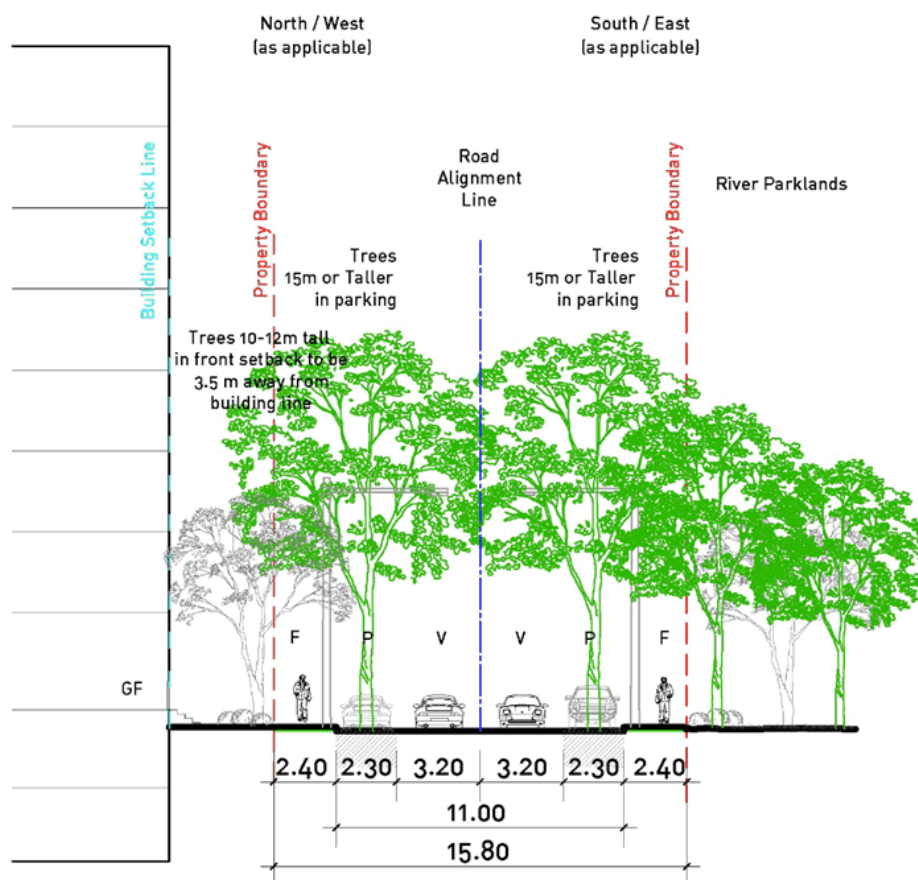 North / West
(as applicable)
South / East
(as applicable)
Building Setback Line
Property Boundary
Road
Alignment
Line
Property Boundary
River Parklands
Trees
15m or Taller
in parking
Trees
15m or Taller
in parking
Trees 10-12m tall
in front setback to be
3.5 m away from
building line
F
P
V
V
P
F
GF
2.40
2.30
3.20
3.20
2.30
2.40
11.00
15.80